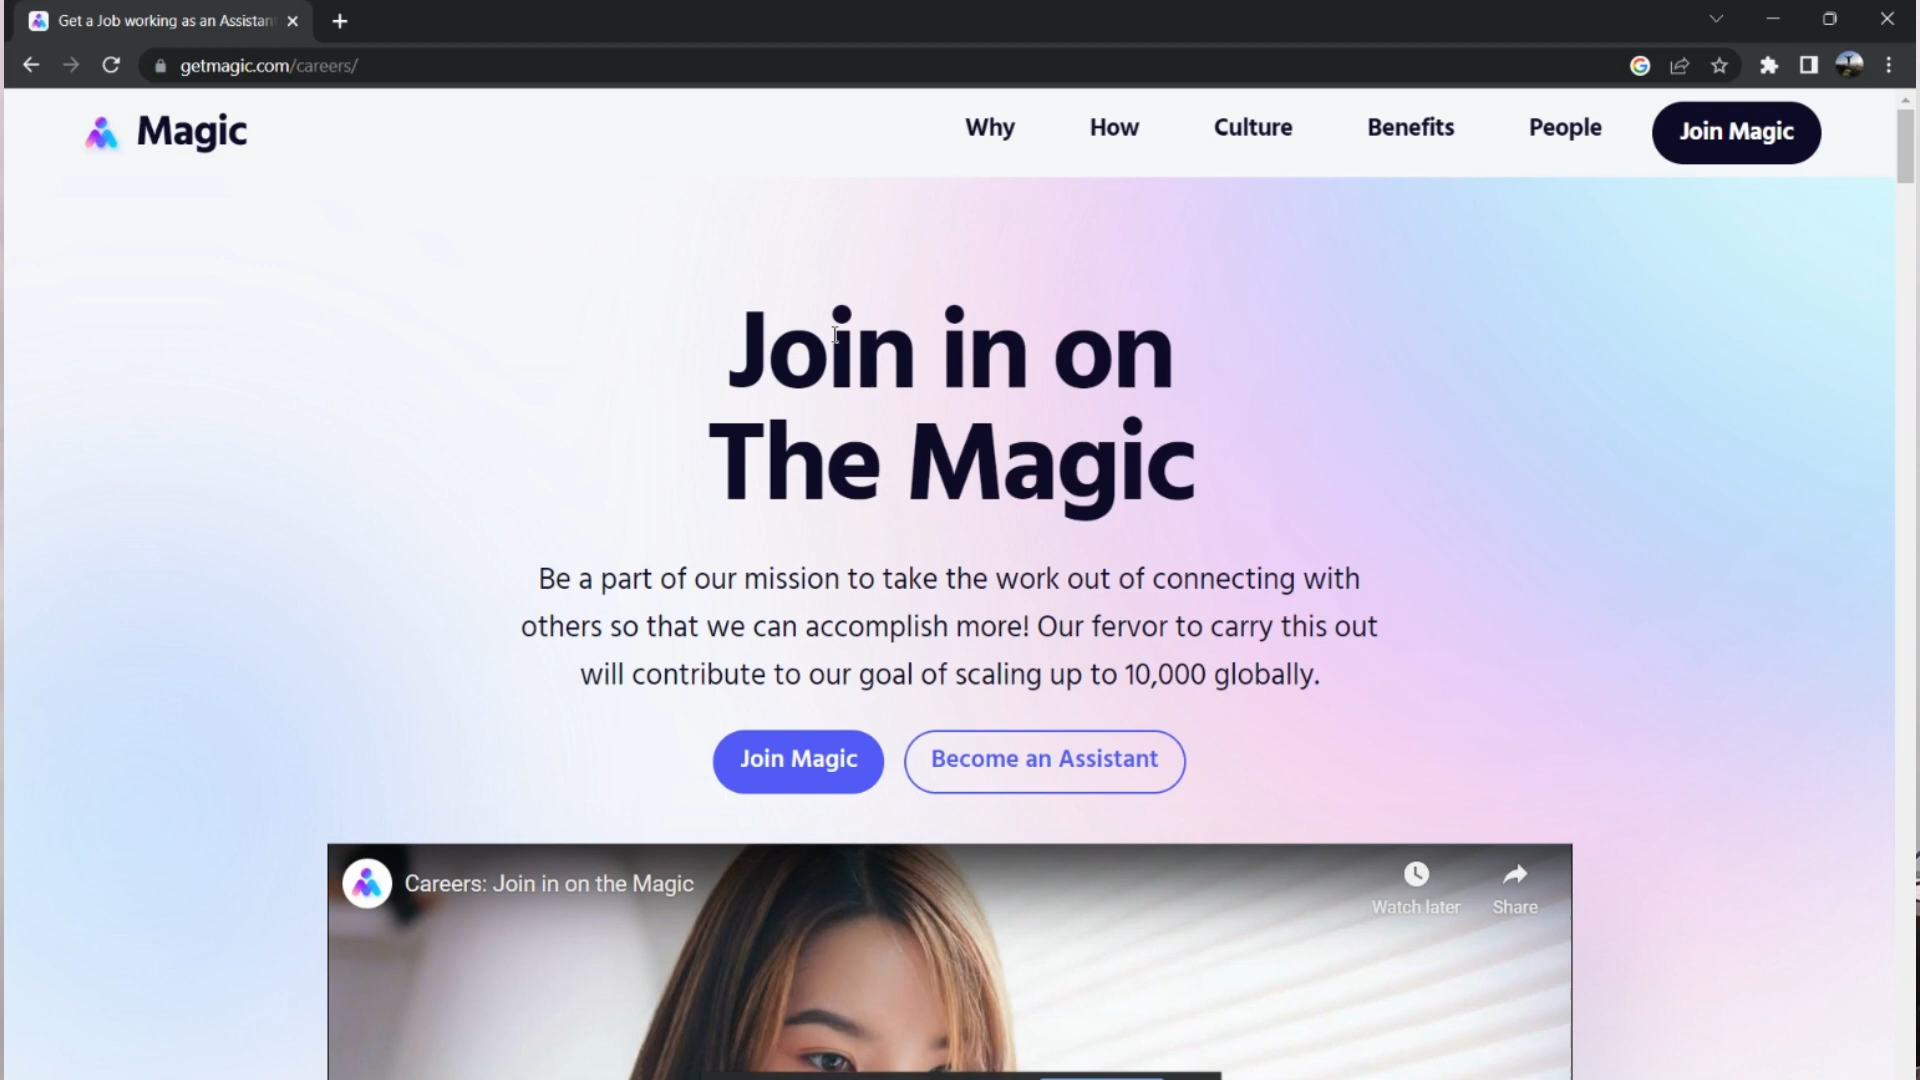 Get a Job working as an Assistan
getmagic.com/careers/
Magic
Why
How
Culture
Benefits
People
Join Magic
Join in on
The Magic
Be a part of our mission to take the work out of connecting with
others so that we can accomplish more! Our fervor to carry this out
will contribute to our goal of scaling up to 10,000 globally.
Join Magic
Become an Assistant
Careers: Join in on the Magic
Watch later
Share